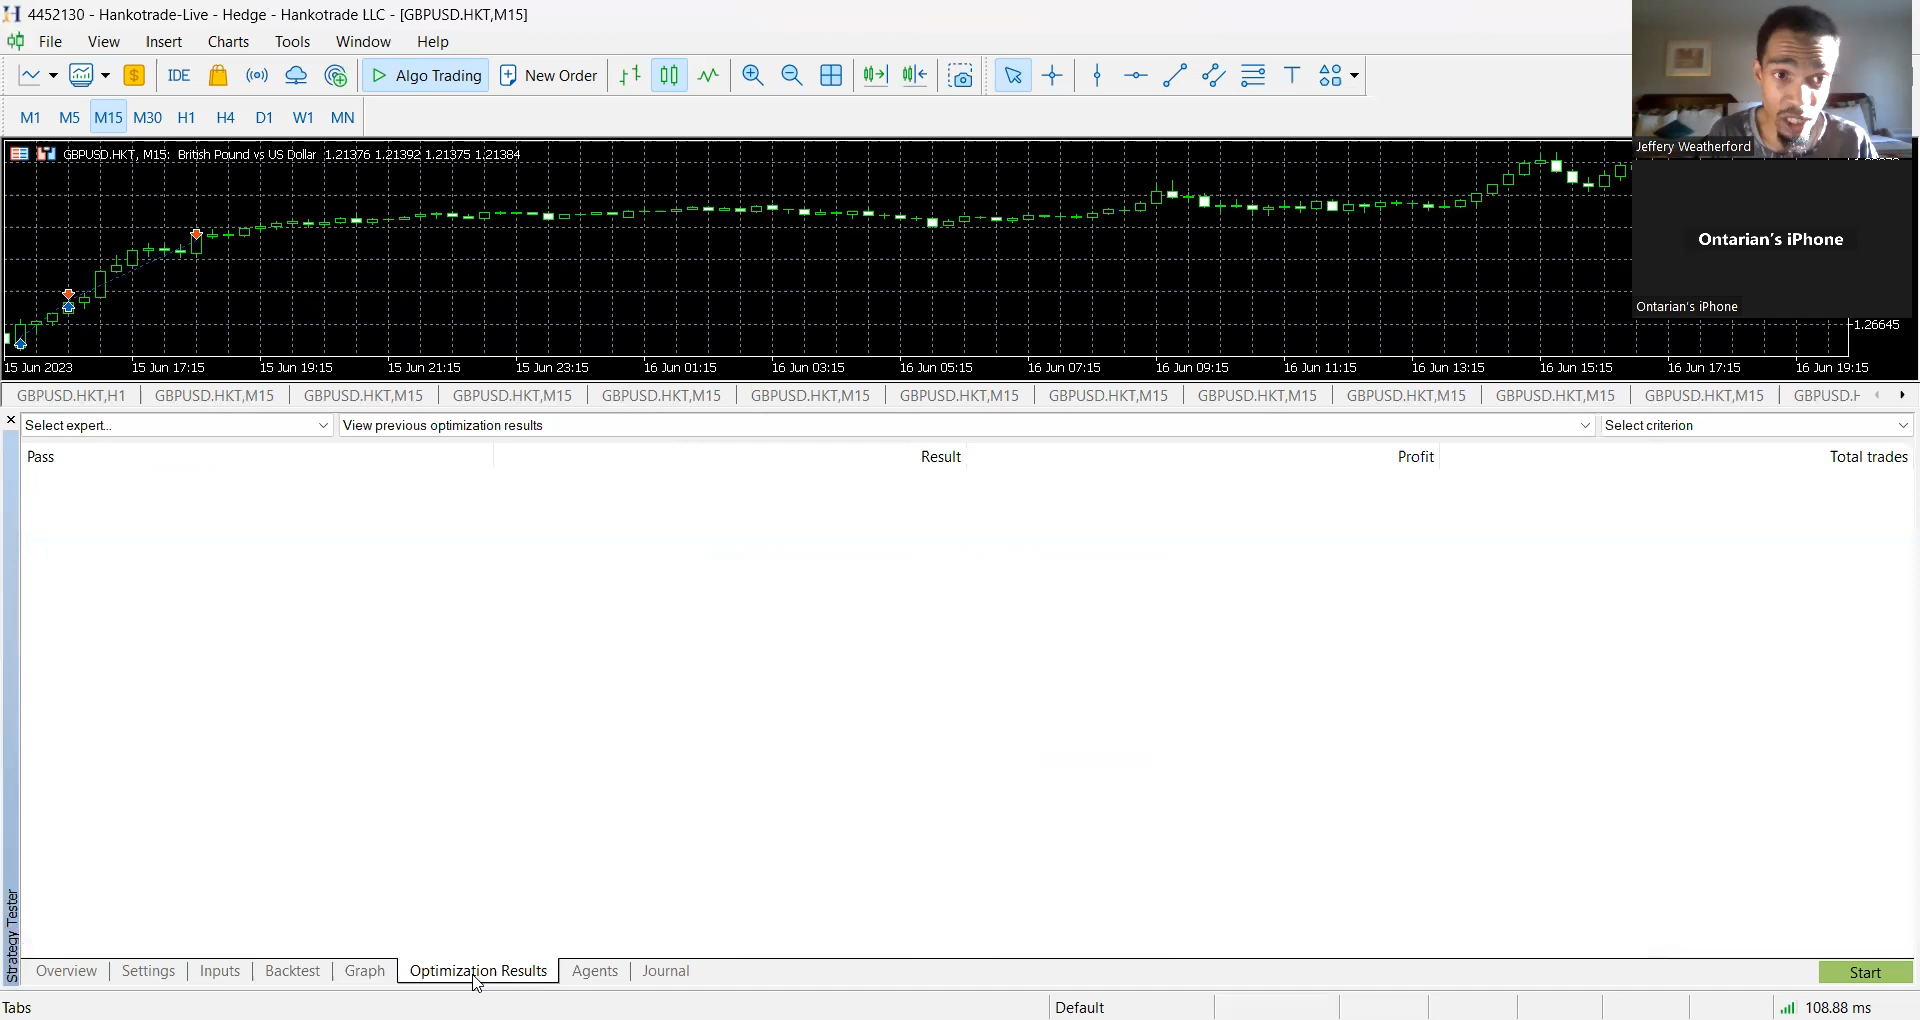 4452130 - Hankotrade-Live - Hedge - Hankotrade LLC - [GBPUSD.HKT,M15]
File View Insert Charts Tools Window Help
IDE Algo Trading New Order
M1 M5 M15 M30 H1 H4 D1 W1 MN
Jeffery Weatherford
GBPUSD.HKT, M15: British Pound vs US Dollar 1.21376 1.21392 1.21375 1.21384
Ontarian's iPhone
Ontarian's iPhone
1.26645
15 Jun 2023 15 Jun 17:15 15 Jun 19:15 15 Jun 21:15 15 Jun 23:15 16 Jun 01:15 16 Jun 03:15 16 Jun 05:15 16 Jun 07:15 16 Jun 09:15 16 Jun 11:15 16 Jun 13:15 16 Jun 15:15 16 Jun 17:15 16 Jun 19:15
GBPUSD.HKT,H1 GBPUSD.HKT,M15 GBPUSD.HKT,M15 GBPUSD.HKT,M15 GBPUSD.HKT,M15 GBPUSD.HKT,M15 GBPUSD.HKT,M15 GBPUSD.HKT,M15 GBPUSD.HKT,M15 GBPUSD.HKT,M15 GBPUSD.HKT,M15 GBPUSD.HKT,M15 GBPUSD.H
Select expert... View previous optimization results Select criterion
Pass Result Profit Total trades
Strategy Tester
Overview Settings Inputs Backtest Graph Optimization Results Agents Journal Start
Tabs Default 108.88 ms